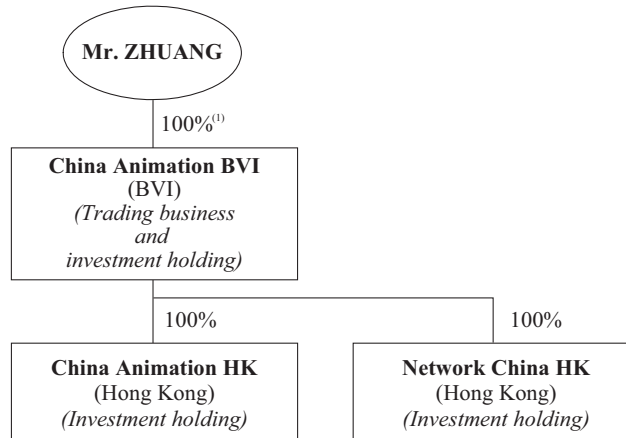 Mr. ZHUANG
100%(1)
China Animation BVI
(BVI)
(Trading business
and
investment holding)
100%
100%
China Animation HK
(Hong Kong)
(Investment holding)
Network China HK
(Hong Kong)
(Investment holding)